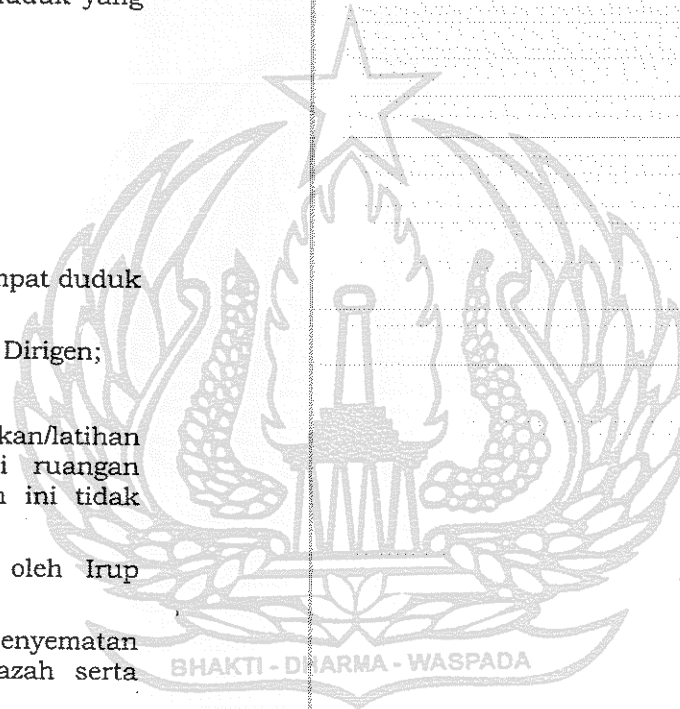 duduk yang
mpat duduk
Dirigen;
kan/latihan
i ruangan
ini tidak
oleh Irup
enyematan
azah serta
BHAKTI - DHARMA - WASPADA